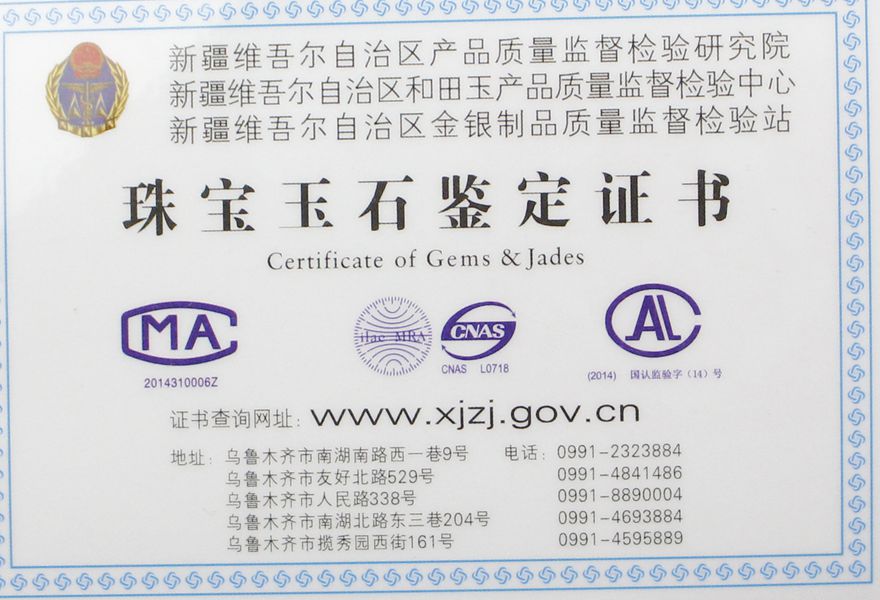 新疆维吾尔自治区产品质量监督检验研究院
新疆维吾尔自治区和田玉产品质量监督检验中心
新疆维吾尔自治区金银制品质量监督检验站
珠宝玉石鉴定证书
Certificate of Gems & Jades
CMA
ilac-MRA
CNAS
CAL
2014310006Z
CNAS L0718
(2014) 国认监验字（14）号
证书查询网址: www.xjzj.gov.cn
地址: 乌鲁木齐市南湖南路西一巷9号 电话: 0991-2323884
乌鲁木齐市友好北路529号 0991-4841486
乌鲁木齐市人民路338号 0991-8890004
乌鲁木齐市南湖北路东三巷204号 0991-4693884
乌鲁木齐市揽秀园西街161号 0991-4595889